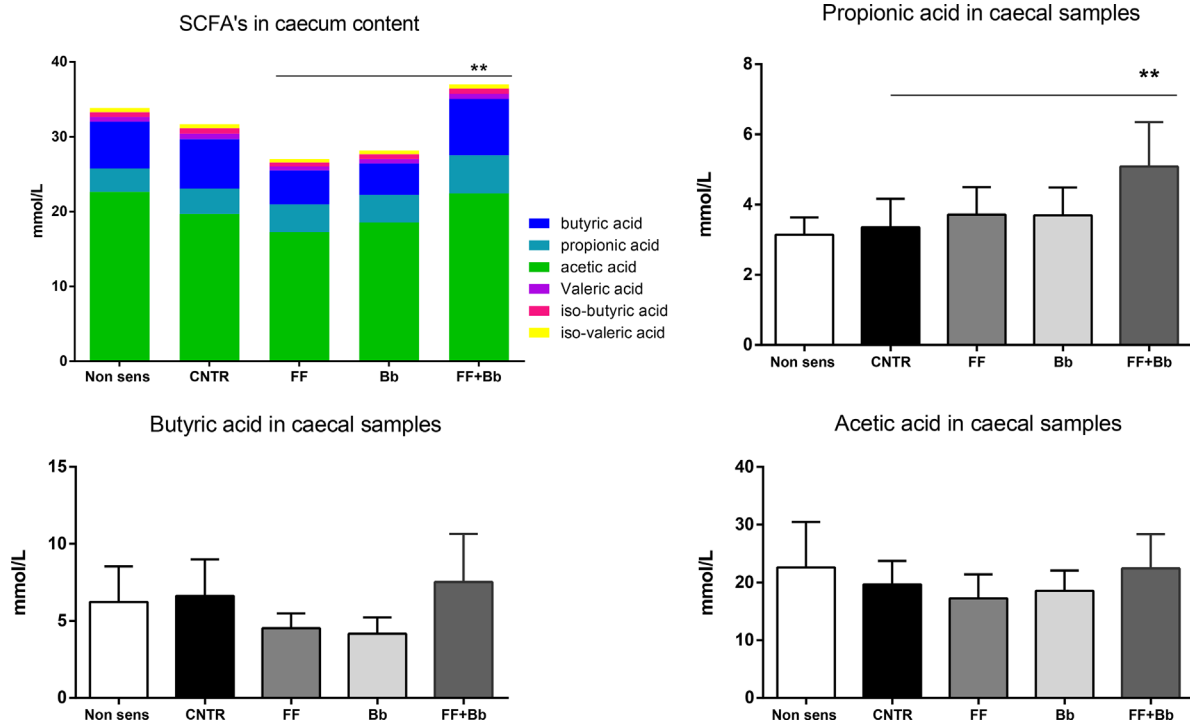 SCFA's in caecum content
40
30
20
10
0
mmol/L
**
Non sens CNTR FF Bb FF+Bb
butyric acid
propionic acid
acetic acid
Valeric acid
iso-butyric acid
iso-valeric acid
Propionic acid in caecal samples
8
6
4
2
0
mmol/L
**
Non sens CNTR FF Bb FF+Bb
Butyric acid in caecal samples
15
10
5
0
mmol/L
Non sens CNTR FF Bb FF+Bb
Acetic acid in caecal samples
40
30
20
10
0
mmol/L
Non sens CNTR FF Bb FF+Bb